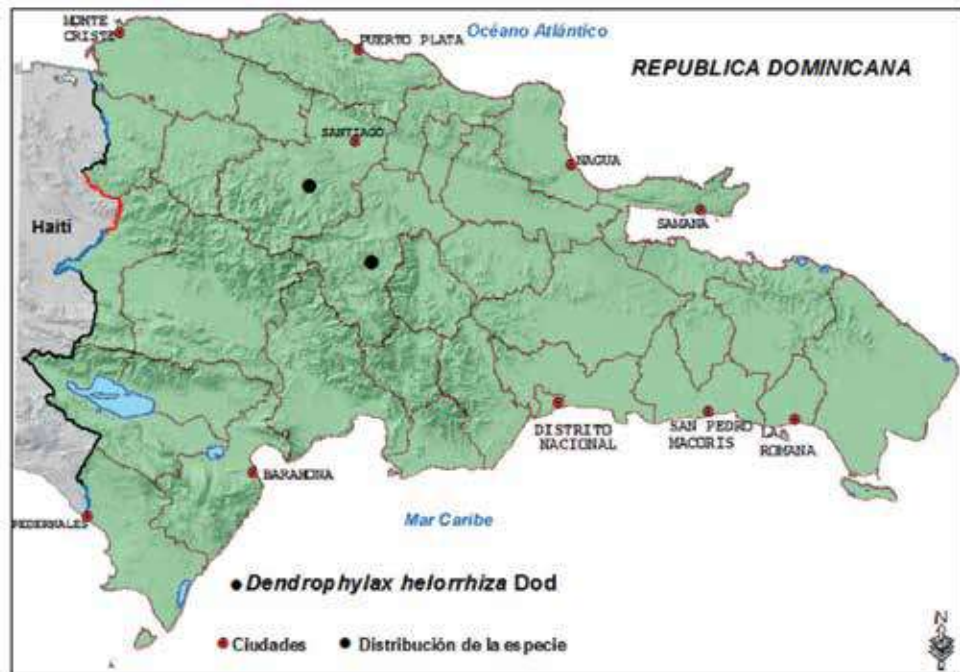 MONTE
CRISTI
Océano Atlántico
PUERTO PLATA
REPUBLICA DOMINICANA
SANTIAGO
NAGUA
SAMANA
Haití
DISTRITO
NACIONAL
SAN PEDRO
MACORIS
LA
ROMANA
BARAHONA
PEDERNALES
Mar Caribe
Dendrophylax helorrhiza Dod
Ciudades
Distribución de la especie
N